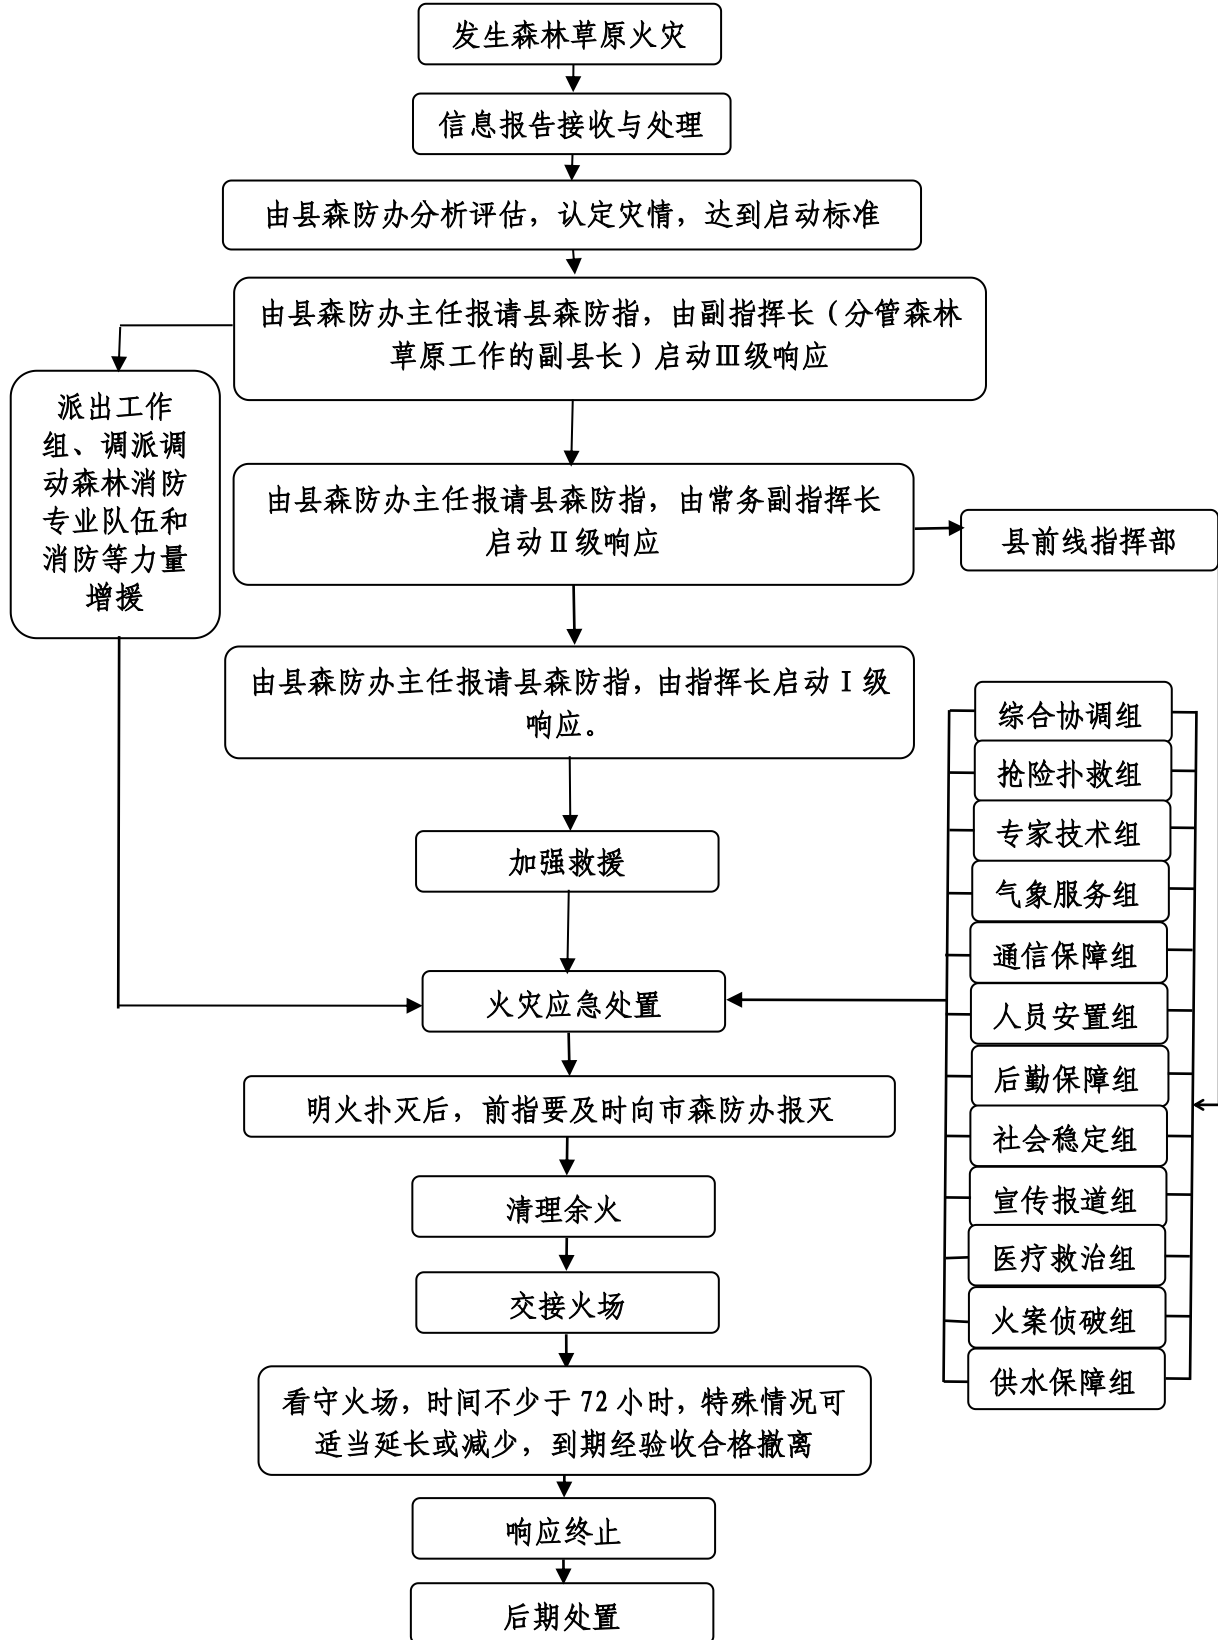 发生森林草原火灾
信息报告接收与处理
由县森防办分析评估，认定灾情，达到启动标准
由县森防办主任报请县森防指，由副指挥长（分管森林
草原工作的副县长）启动Ⅲ级响应
派出工作
组、调派调
动森林消防
专业队伍和
消防等力量
增援
由县森防办主任报请县森防指，由常务副指挥长
启动Ⅱ级响应
县前线指挥部
由县森防办主任报请县森防指，由指挥长启动Ⅰ级
响应。
综合协调组
抢险扑救组
专家技术组
气象服务组
通信保障组
人员安置组
后勤保障组
社会稳定组
宣传报道组
医疗救治组
火案侦破组
供水保障组
加强救援
火灾应急处置
明火扑灭后，前指要及时向市森防办报灭
清理余火
交接火场
看守火场，时间不少于 72 小时，特殊情况可
适当延长或减少，到期经验收合格撤离
响应终止
后期处置